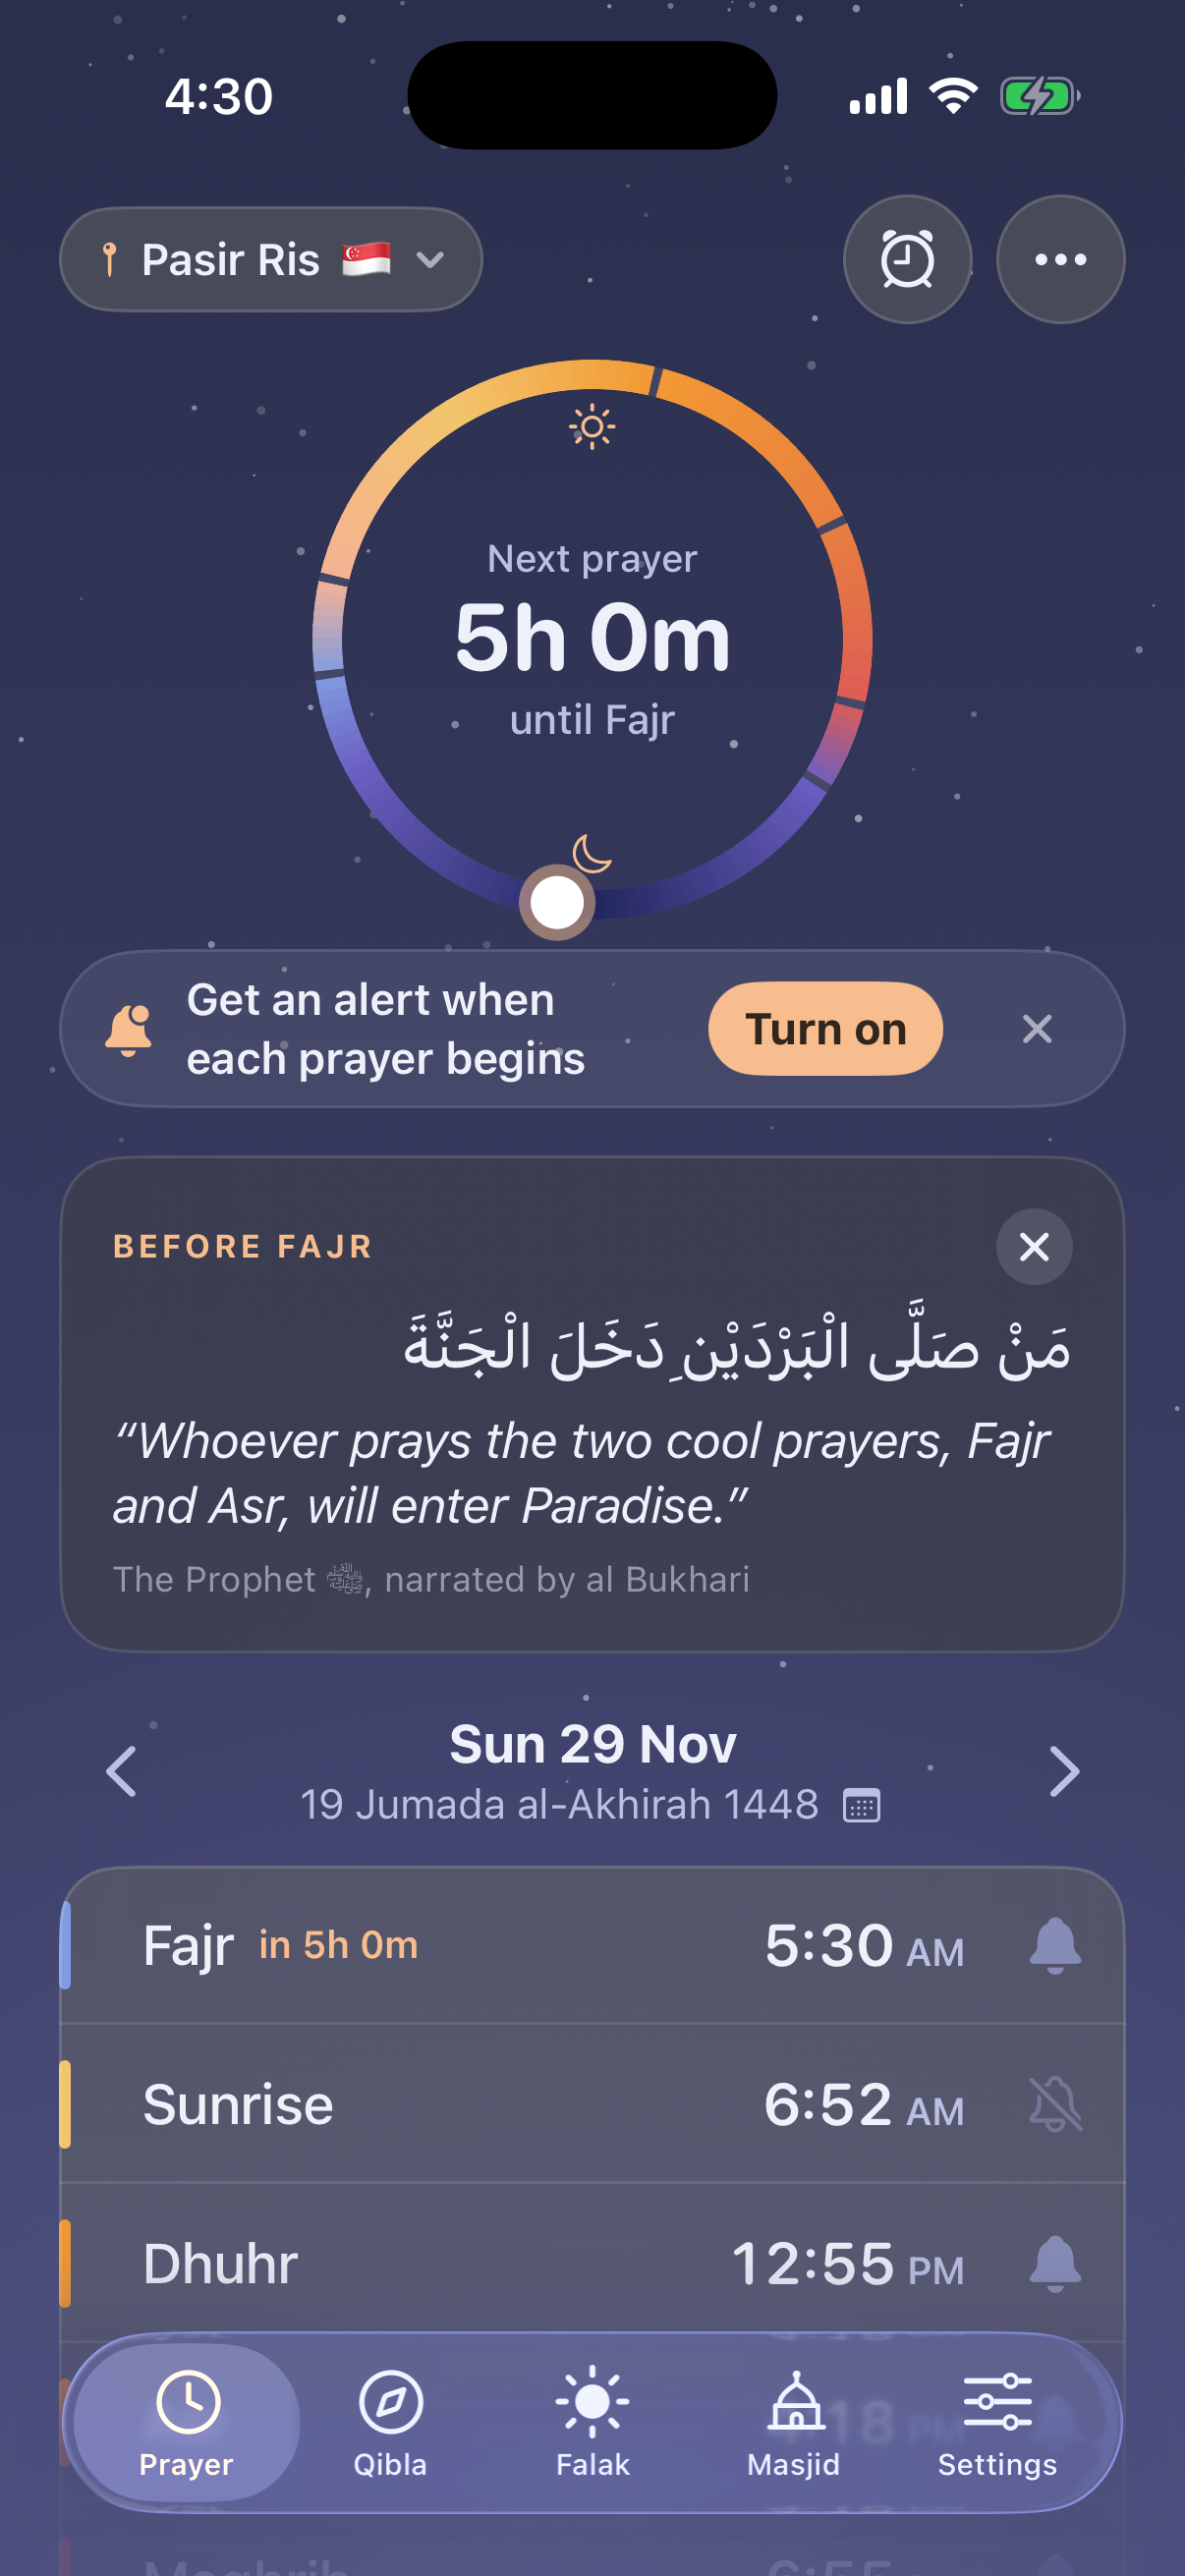 4:30
Pasir Ris 🇸🇬
Next prayer
5h 0m
until Fajr
Get an alert when
each prayer begins
Turn on
BEFORE FAJR
مَنْ صَلَّى الْبَرْدَيْنِ دَخَلَ الْجَنَّةَ
“Whoever prays the two cool prayers, Fajr
and Asr, will enter Paradise.”
The Prophet ﷺ, narrated by al Bukhari
Sun 29 Nov
19 Jumada al-Akhirah 1448
Fajr in 5h 0m 5:30 AM
Sunrise 6:52 AM
Dhuhr 12:55 PM
Prayer Qibla Falak Masjid Settings